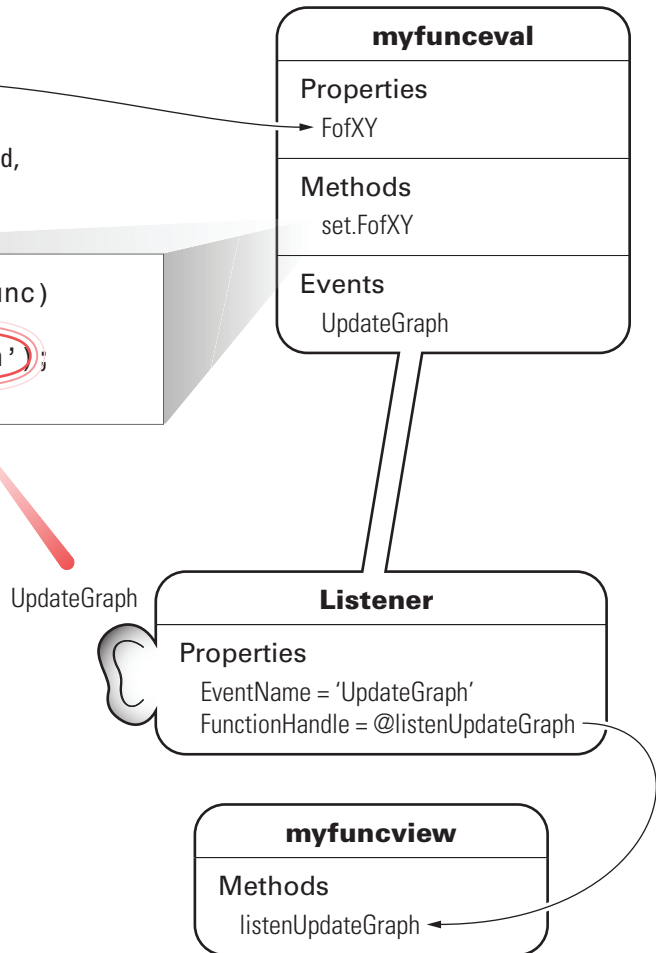 myfunceval
Properties
FofXY
d,
Methods
set.FofXY
Events
UpdateGraph
unc)
');
UpdateGraph
Listener
Properties
EventName = ‘UpdateGraph’
FunctionHandle = @listenUpdateGraph
myfuncview
Methods
listenUpdateGraph